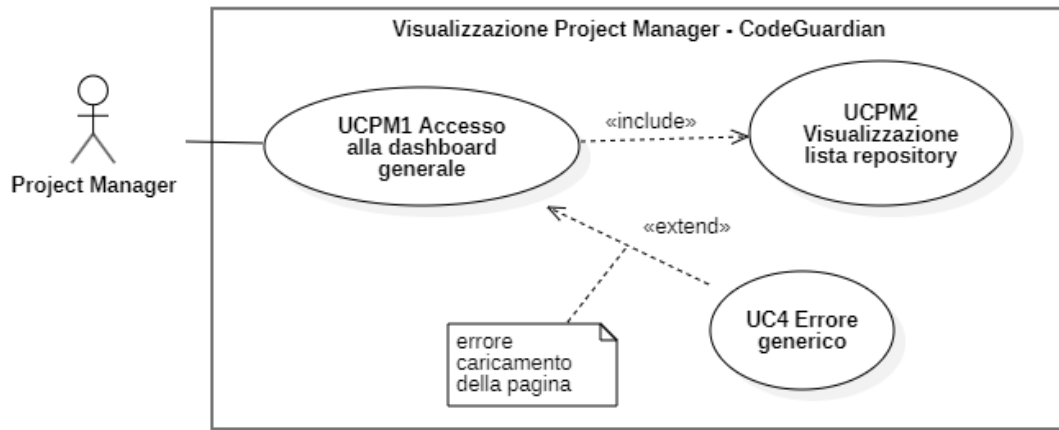 Visualizzazione Project Manager - CodeGuardian
Project Manager
UCPM1 Accesso
alla dashboard
generale
«include»
UCPM2
Visualizzazione
lista repository
«extend»
UC4 Errore
generico
errore
caricamento
della pagina